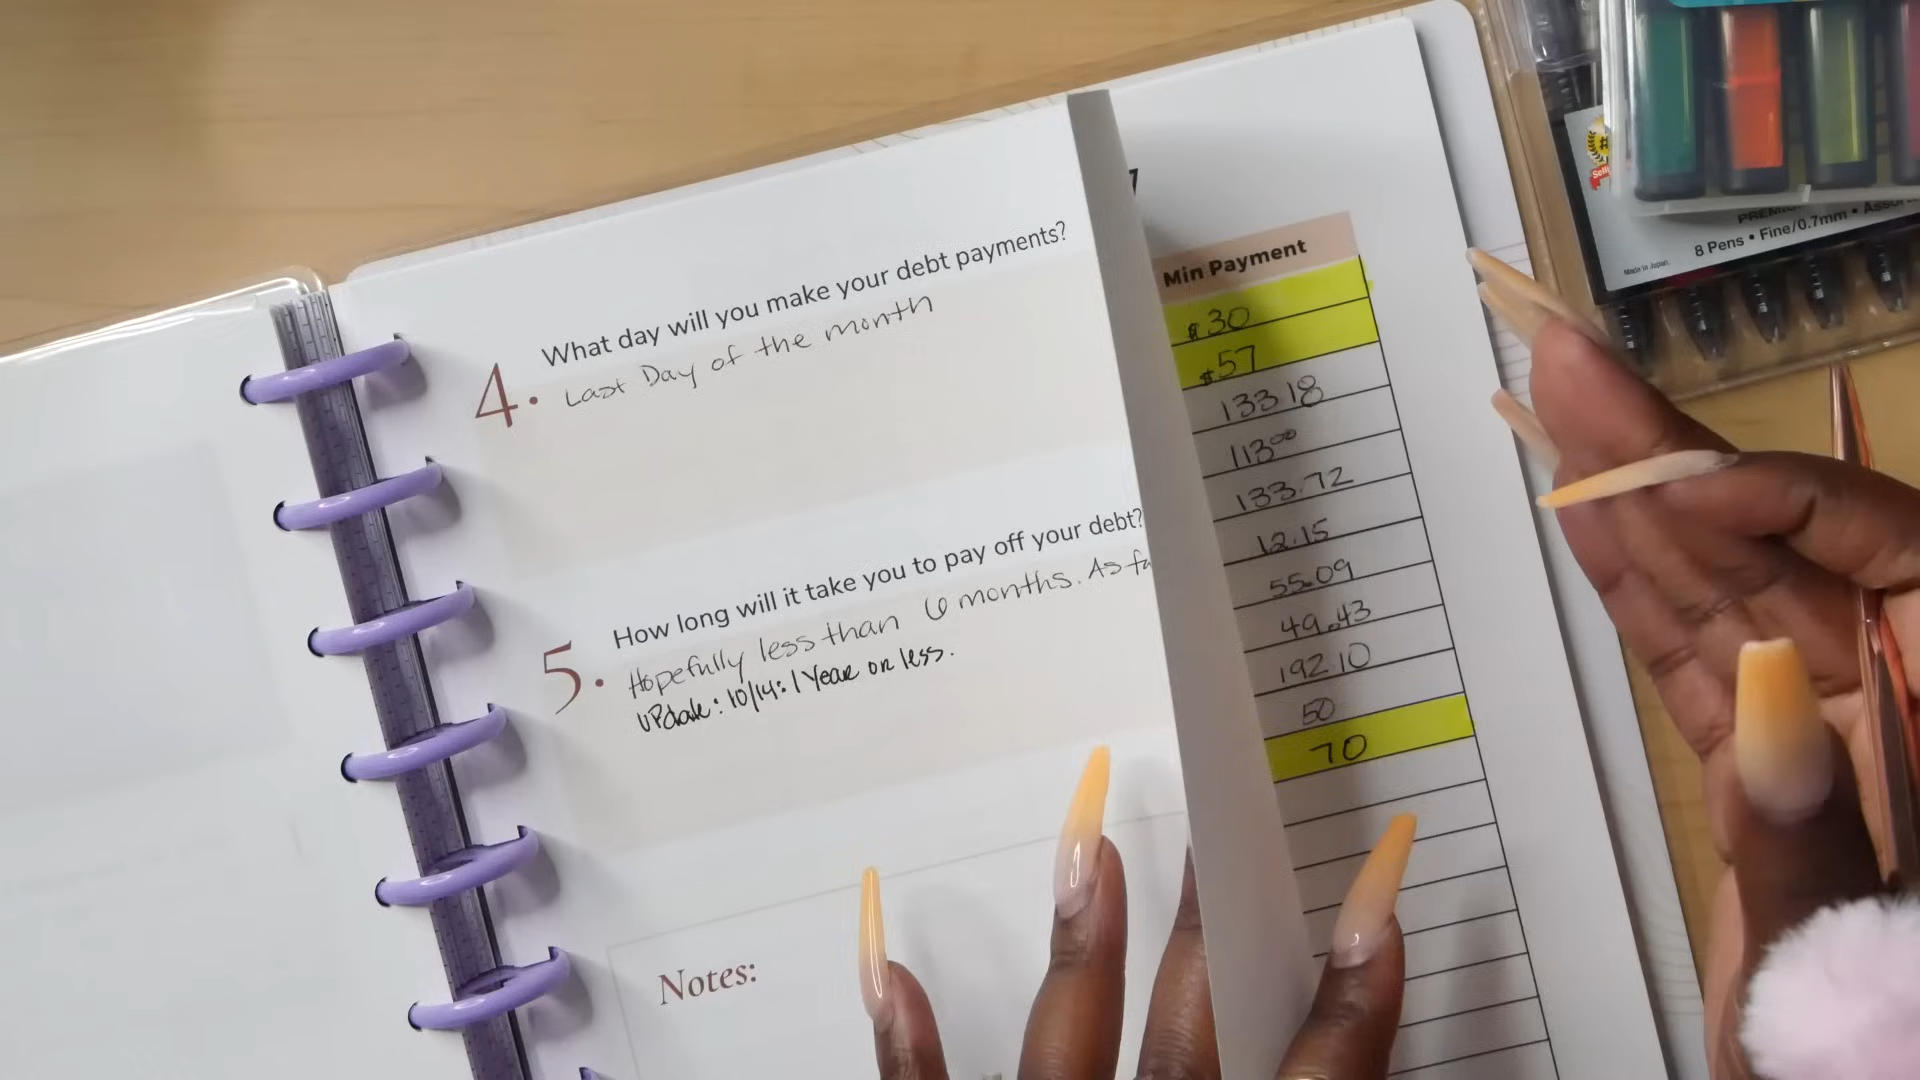 4. What day will you make your debt payments?
Last Day of the month
5. How long will it take you to pay off your debt?
Hopefully less than 6 months. As
Update: 10/14: 1 Year or less.
Notes:
Min Payment
$30
$57
133.18
113.00
133.72
12.15
55.09
49.43
192.10
50
70
8 Pens • Fine/0.7mm •
Made in Japan.